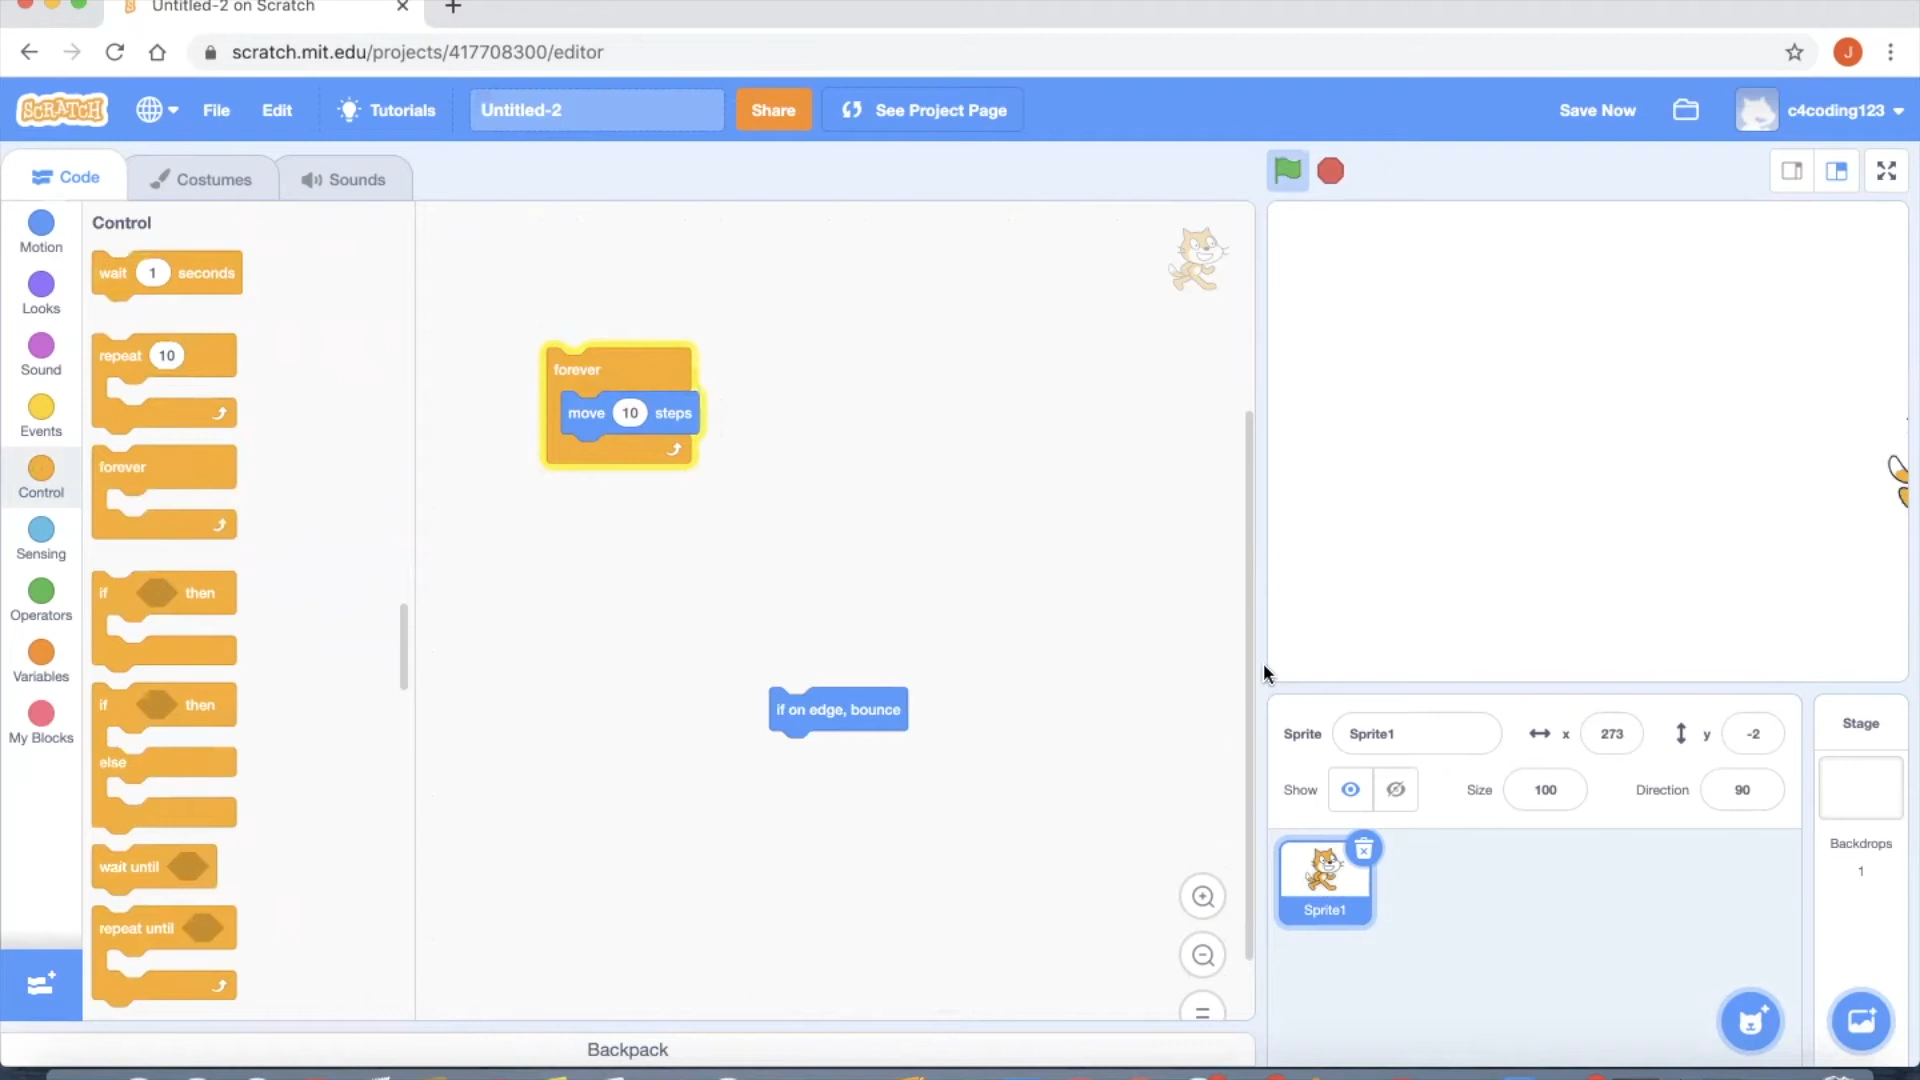 Untitled-2 on Scratch
scratch.mit.edu/projects/417708300/editor
J
SCRATCH
File
Edit
Tutorials
Untitled-2
Share
See Project Page
Save Now
c4coding123
Code
Costumes
Sounds
Motion
Looks
Sound
Events
Control
Sensing
Operators
Variables
My Blocks
Control
wait 1 seconds
repeat 10
forever
if then
if then
else
wait until
repeat until
forever
move 10 steps
if on edge, bounce
Backpack
Sprite
Sprite1
x
273
y
-2
Show
Size
100
Direction
90
Sprite1
Stage
Backdrops
1